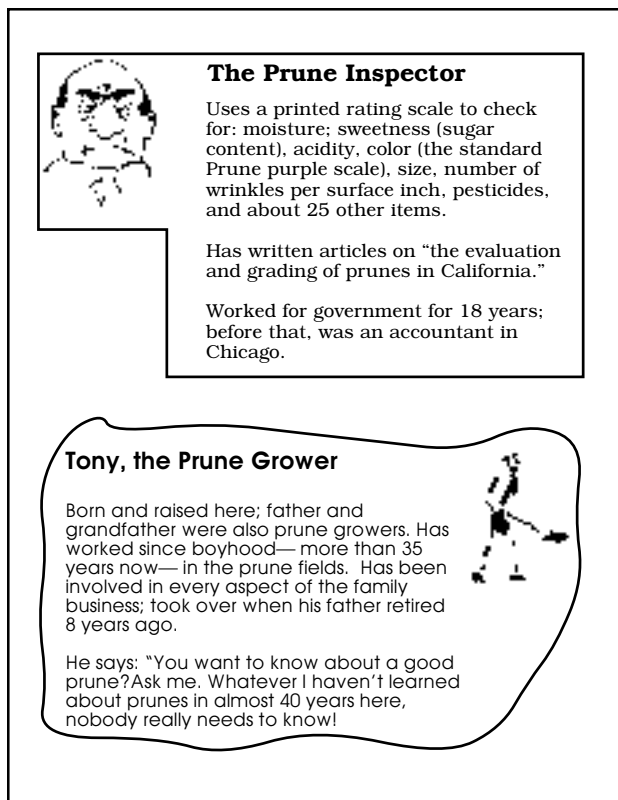 The Prune Inspector
Uses a printed rating scale to check
for: moisture; sweetness (sugar
content), acidity, color (the standard
Prune purple scale), size, number of
wrinkles per surface inch, pesticides,
and about 25 other items.
Has written articles on “the evaluation
and grading of prunes in California.”
Worked for government for 18 years;
before that, was an accountant in
Chicago.
Tony, the Prune Grower
Born and raised here; father and
grandfather were also prune growers. Has
worked since boyhood— more than 35
years now— in the prune fields.  Has been
involved in every aspect of the family
business; took over when his father retired
8 years ago.
He says: “You want to know about a good
prune?Ask me. Whatever I haven’t learned
about prunes in almost 40 years here,
nobody really needs to know!